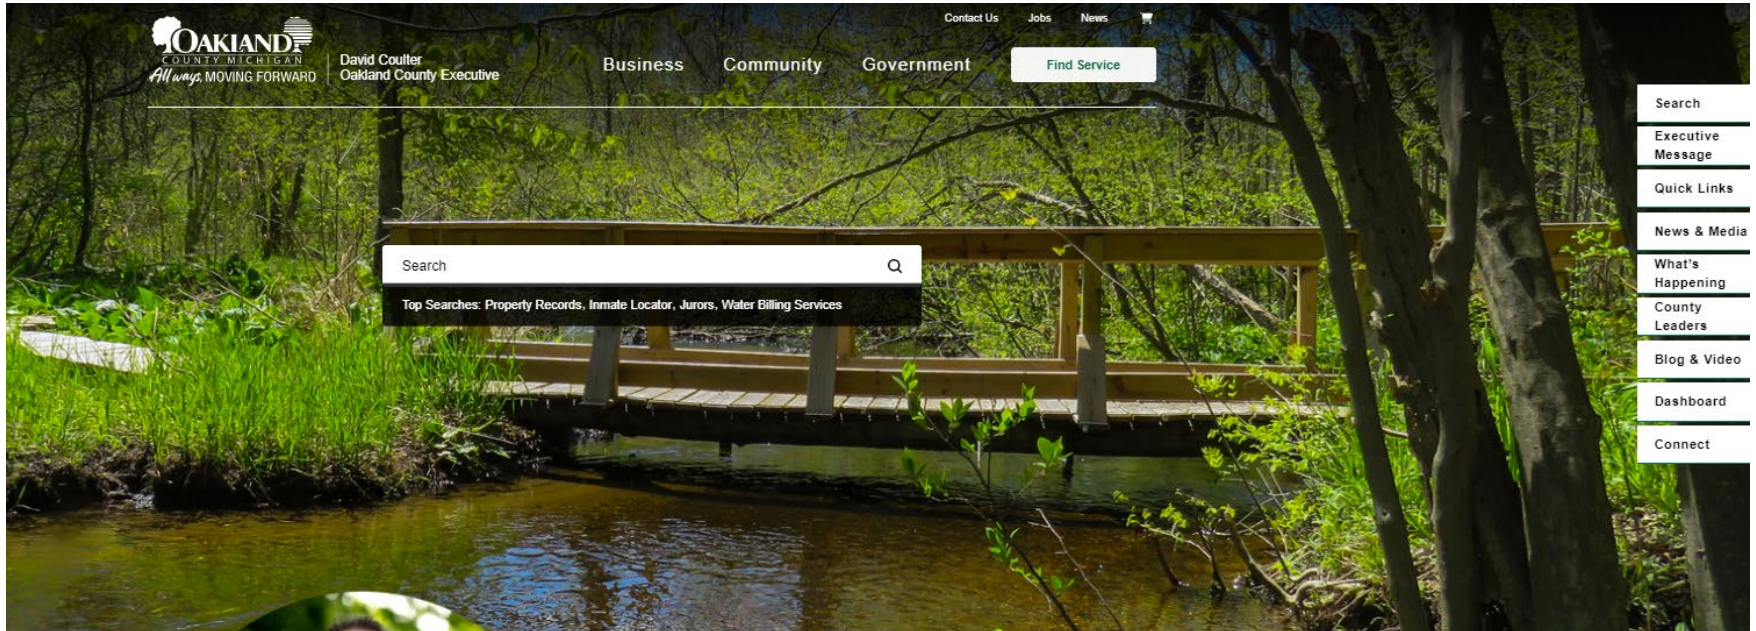 Contact Us Jobs News
OAKLAND
COUNTY MICHIGAN
All ways, MOVING FORWARD
David Coulter
Oakland County Executive
Business Community Government Find Service
Search
Top Searches: Property Records, Inmate Locator, Jurors, Water Billing Services
Search
Executive
Message
Quick Links
News & Media
What's
Happening
County
Leaders
Blog & Video
Dashboard
Connect